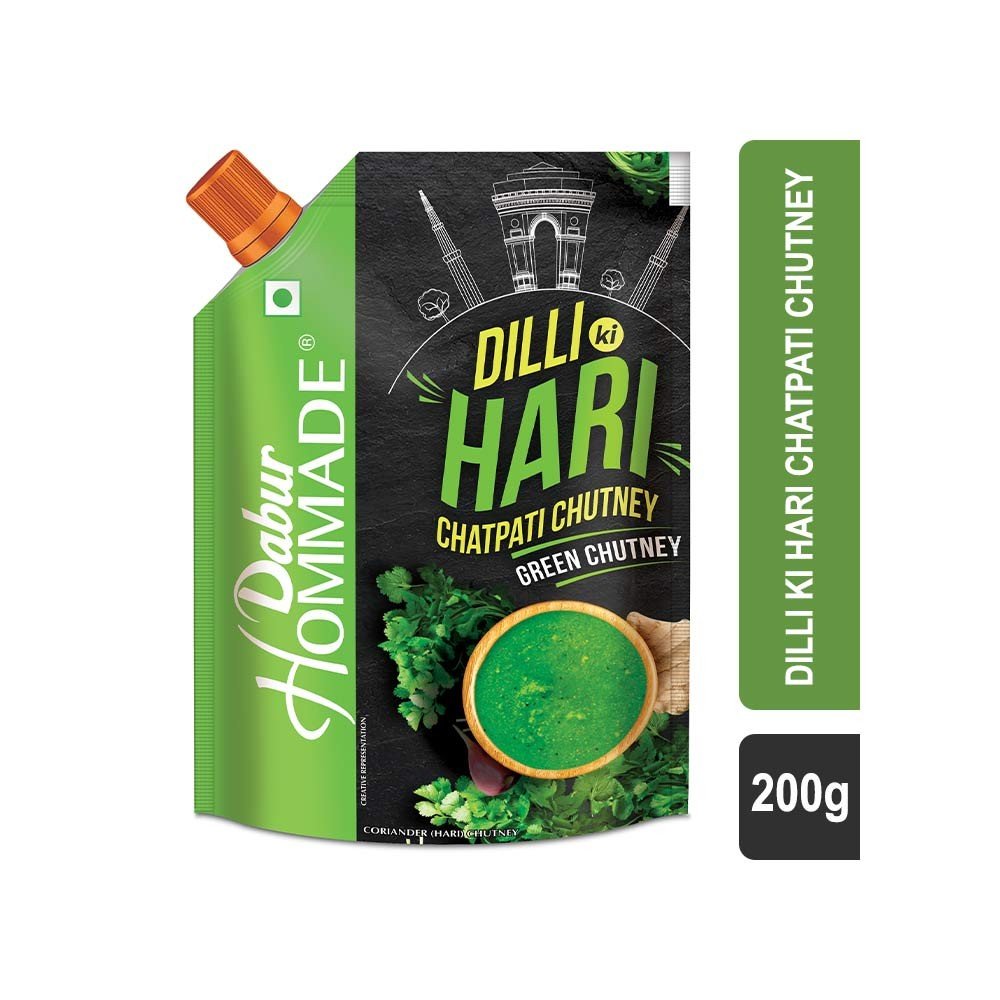 Dabur
HOMMADE®
DILLI ki
HARI
CHATPATI CHUTNEY
GREEN CHUTNEY
CREATIVE REPRESENTATION
CORIANDER (HARI) CHUTNEY
DILLI KI HARI CHATPATI CHUTNEY
200g